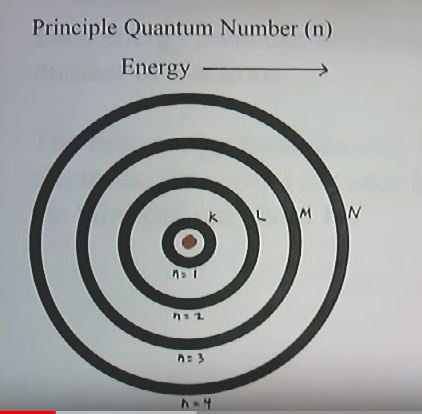 Principle Quantum Number (n)
Energy
K L M N
n=1
n=2
n=3
n=4